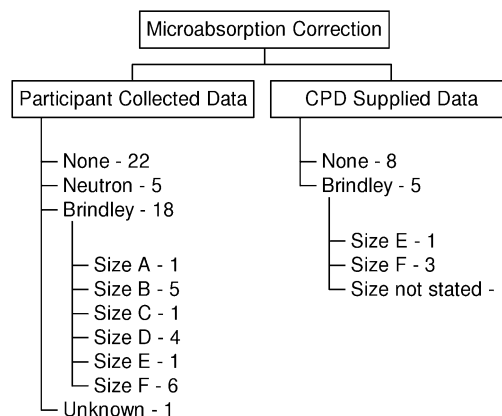 Microabsorption Correction
Participant Collected Data
None - 22
Neutron - 5
Brindley - 18
Size A - 1
Size B - 5
Size C - 1
Size D - 4
Size E - 1
Size F - 6
Unknown - 1
CPD Supplied Data
None - 8
Brindley - 5
Size E - 1
Size F - 3
Size not stated -